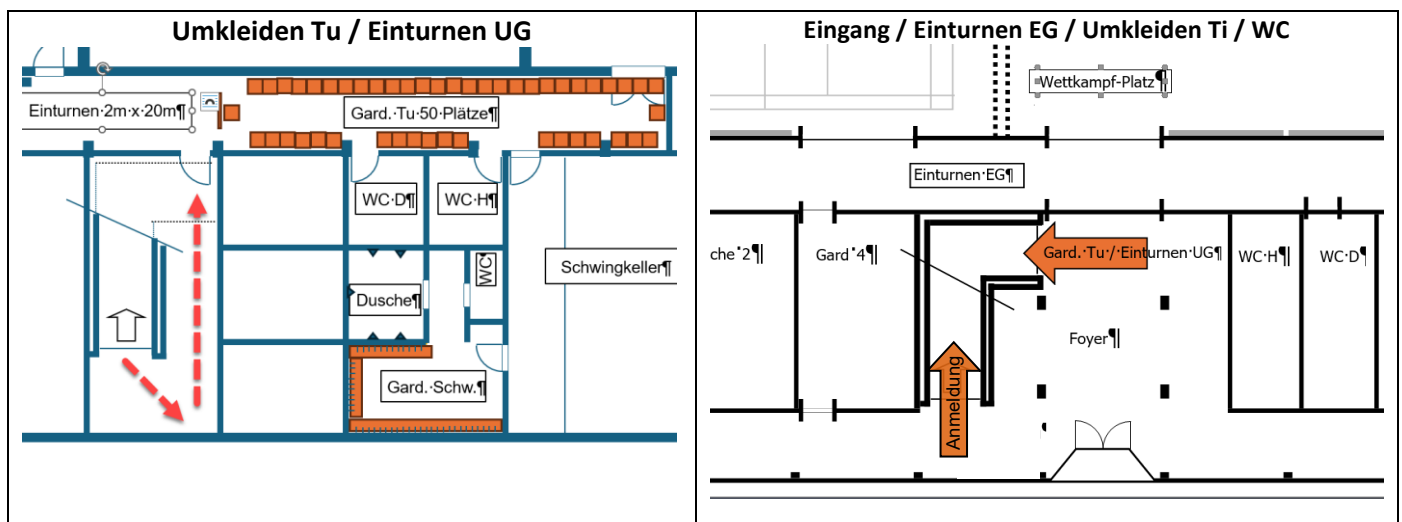 Umkleiden Tu / Einturnen UG
Einturnen·2m·x·20m¶
Gard.·Tu·50·Plätze¶
WC·D¶
WC·H¶
WC
Schwingkeller¶
Dusche¶
Gard.·Schw.¶
Eingang / Einturnen EG / Umkleiden Ti / WC
Wettkampf-Platz¶
Einturnen·EG¶
che°2¶
Gard°4¶
Gard.·Tu·/·Einturnen·UG¶
WC·H¶
WC·D¶
Foyer¶
Anmeldung